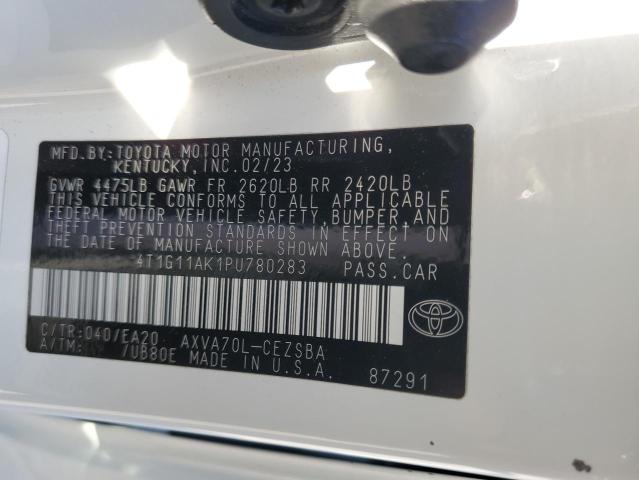 MFD.BY:TOYOTA MOTOR MANUFACTURING,
KENTUCKY, INC.02/23
GVWR 4475LB GAWR FR 2620LB RR 2420LB
THIS VEHICLE CONFORMS TO ALL APPLICABLE
FEDERAL MOTOR VEHICLE SAFETY, BUMPER, AND
THEFT PREVENTION STANDARDS IN EFFECT ON
THE DATE OF MANUFACTURE SHOWN ABOVE.
4T1G11AK1PU780283 PASS.CAR
C/TR:040/EA20 AXVA70L-CEZSBA
A/TM: /UB80E MADE IN U.S.A.
87291